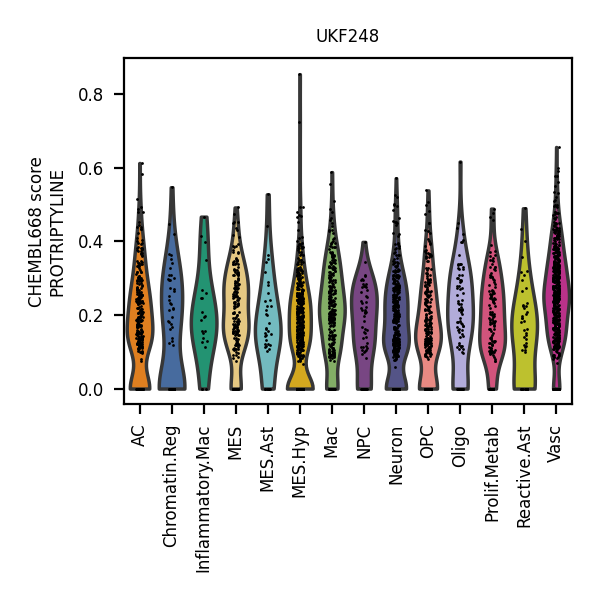 UKF248
CHEMBL668 score
PROTRIPTYLINE
0.8
0.6
0.4
0.2
0.0
AC
Chromatin.Reg
Inflammatory.Mac
MES
MES.Ast
MES.Hyp
Mac
NPC
Neuron
OPC
Oligo
Prolif.Metab
Reactive.Ast
Vasc